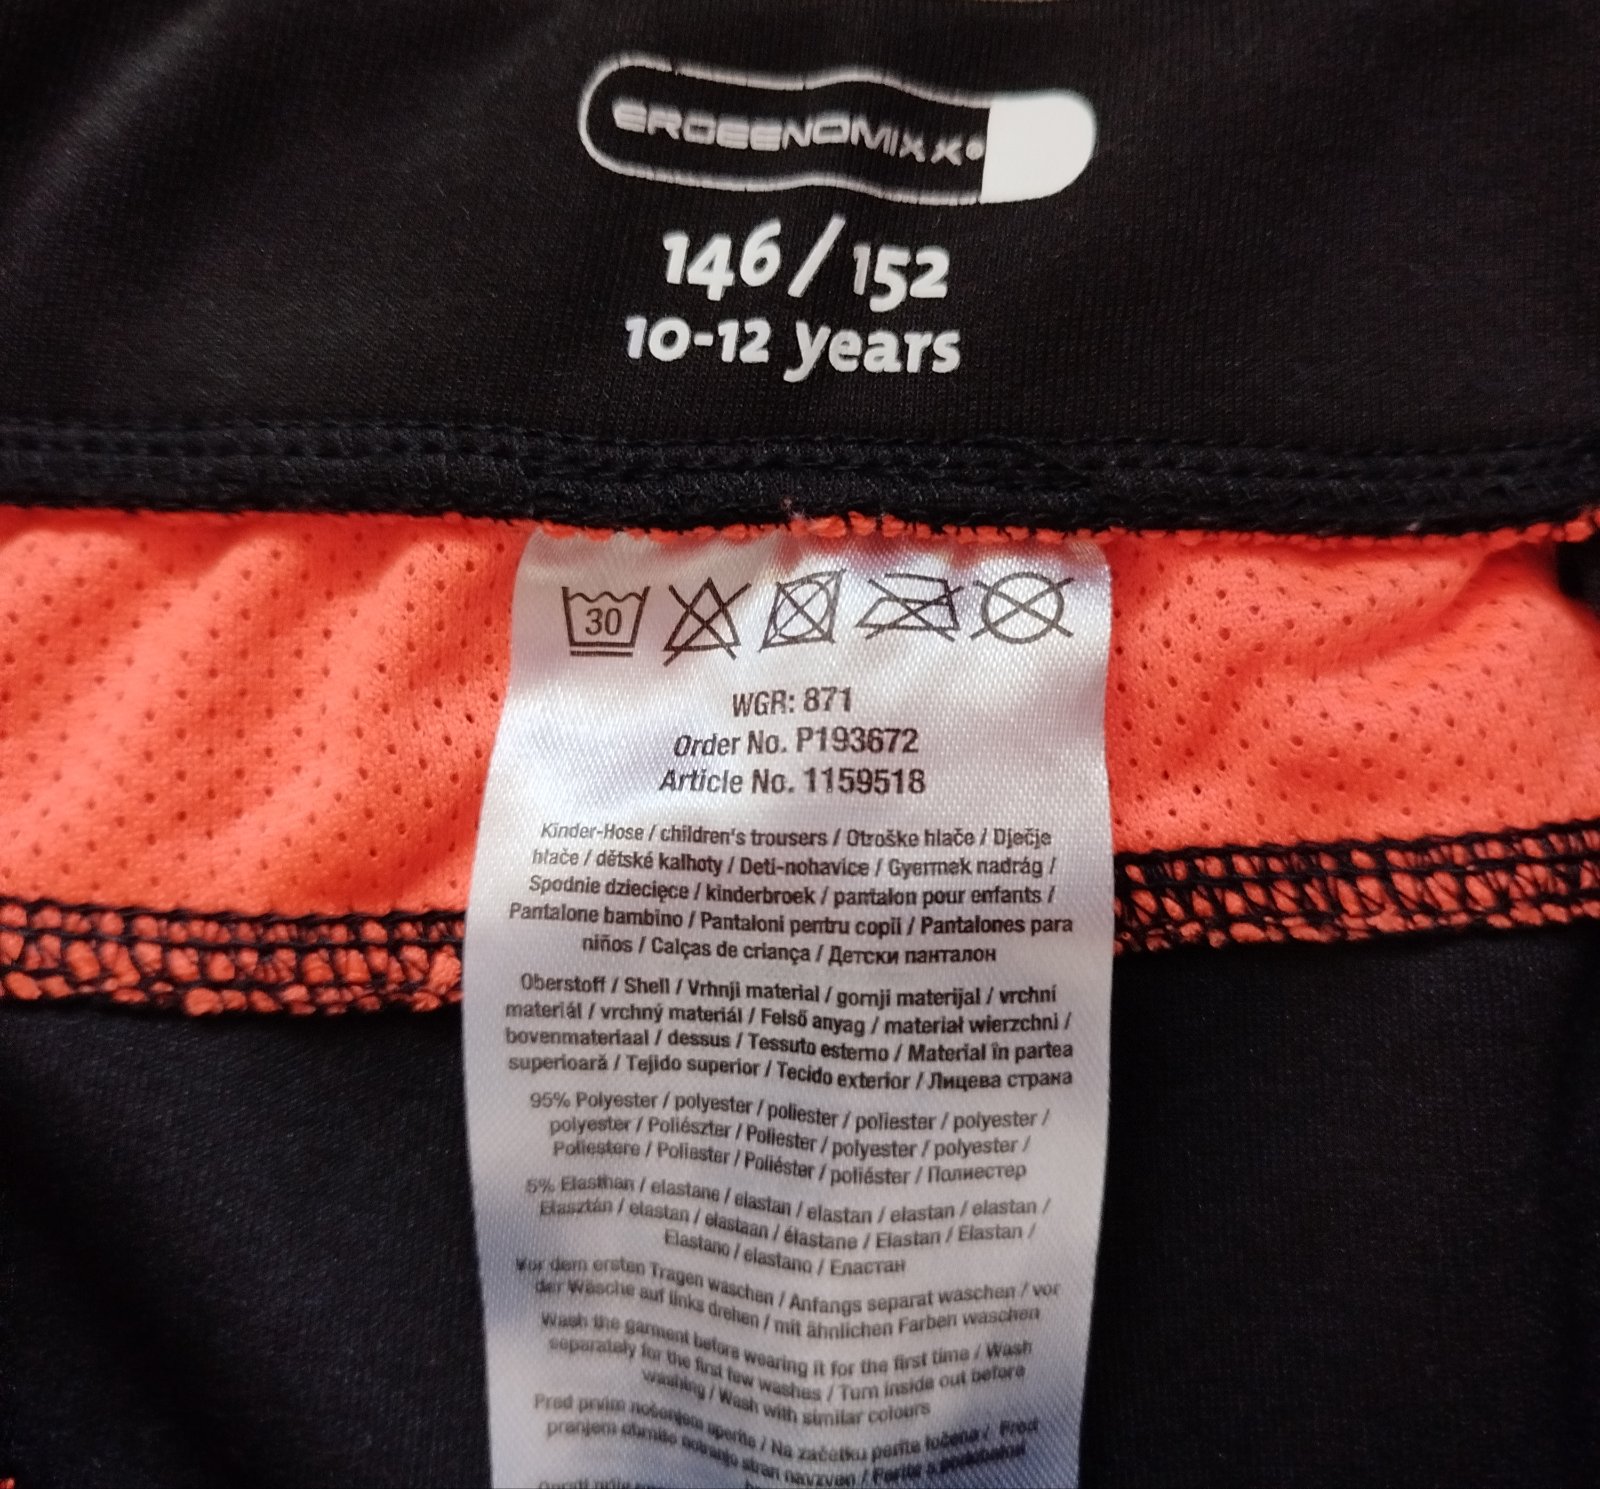 ERGEENOMIXX®
146/152
10-12 years
30
WGR: 871
Order No. P193672
Article No. 1159518
Kinder-Hose / children's trousers / Otroške hlače / Dječje
hlače / dětské kalhoty / Deti-nohavice / Gyermek nadrág /
Spodnie dziecięce / kinderbroek / pantalon pour enfants /
Pantalone bambino / Pantaloni pentru copii / Pantalones para
niños / Calças de criança / Детски панталон
Oberstoff / Shell / Vrhnji material / gornji materijal / vrchní
materiál / vrchný materiál / Felső anyag / materiał wierzchni /
bovenmateriaal / dessus / Tessuto esterno / Material în partea
superioară / Tejido superior / Tecido exterior / Лицева страна
95% Polyester / polyester / poliester / poliester / polyester /
polyester / Poliészter / Poliester / polyester / polyester /
Poliestere / Poliester / Poliéster / poliéster / Полиестер
5% Elasthan / elastane / elastan / elastan / elastan / elastan /
Elasztán / elastan / elastaan / élastane / Elastan / Elastan /
Elastano / elastano / Еластан
Vor dem ersten Tragen waschen / Anfangs separat waschen / vor
der Wäsche auf links drehen / mit ähnlichen Farben waschen
Wash the garment before wearing it for the first time / Wash
separately for the first few washes / Turn inside out before
washing / Wash with similar colours
Pred prvim nošenjem operite / Na začetku perite ločeno / Pred
pranjem obrnite notranjo stran navzven / Perite s podobnimi